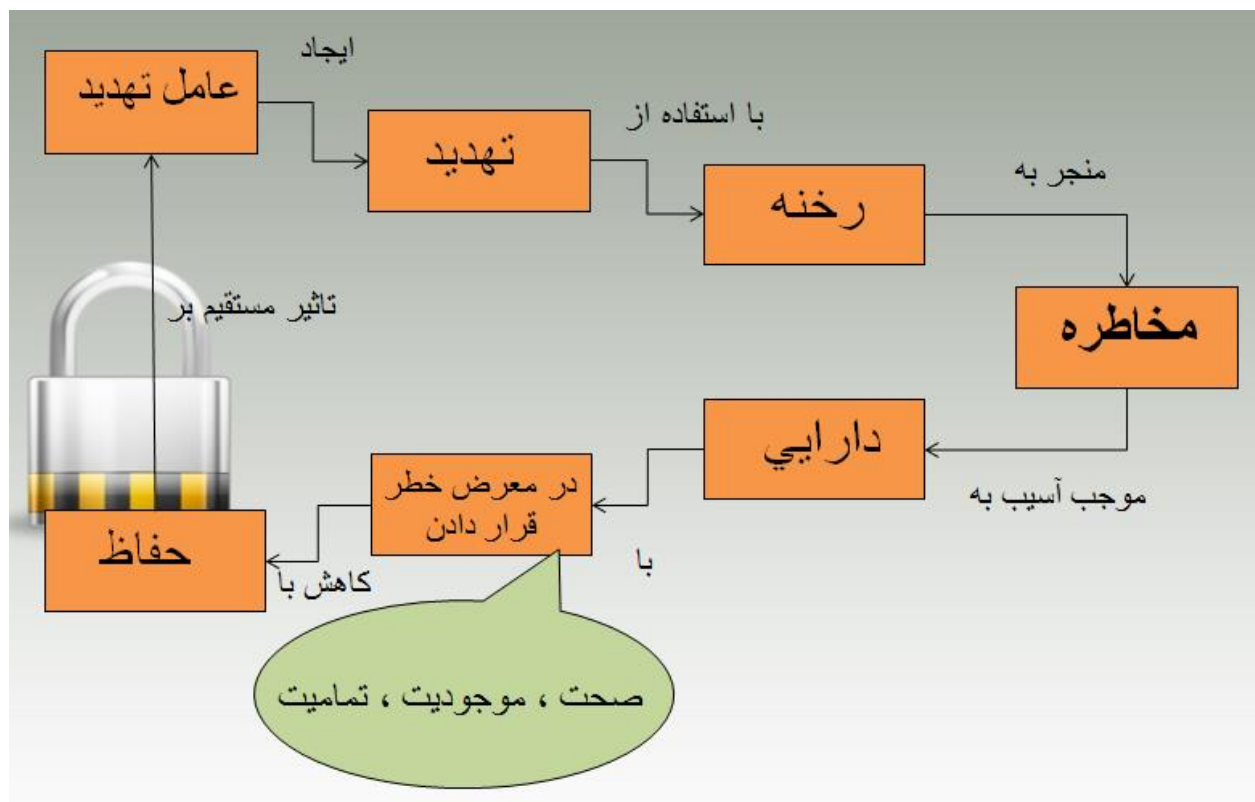 ایجاد
عامل تهدید
با استفاده از
تهدید
منجر به
رخنه
مخاطره
تاثیر مستقیم بر
دارايي
موجب آسیب به
در معرض خطر
قرار دادن
با
کاهش با
حفاظ
صحت ، موجودیت ، تمامیت